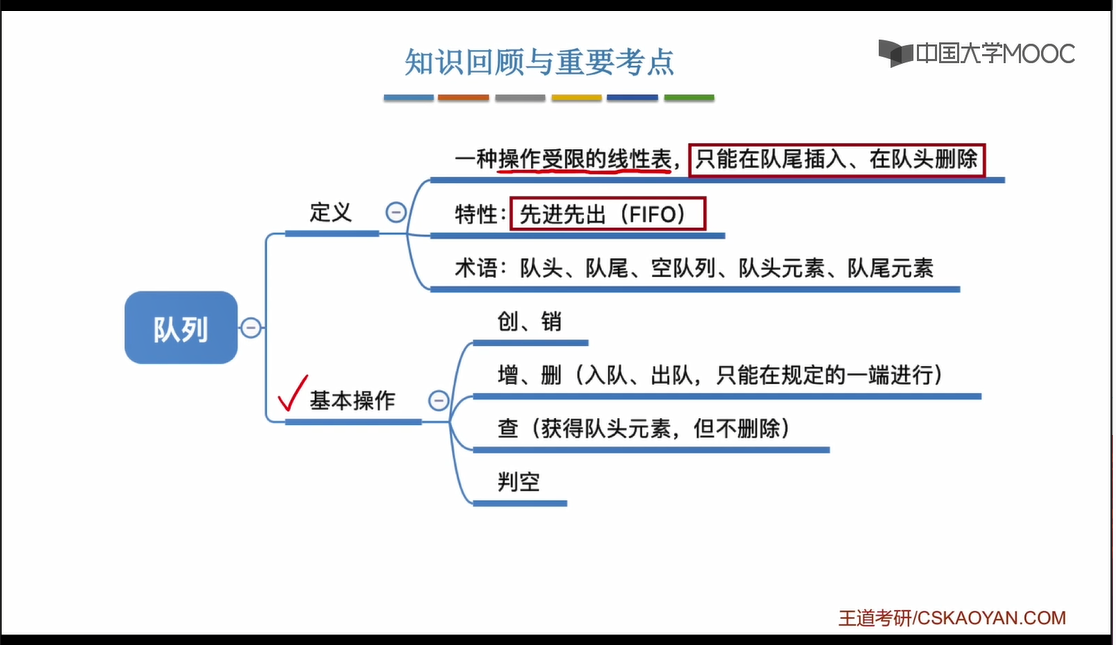 知识回顾与重要考点
中国大学MOOC
一种操作受限的线性表，只能在队尾插入、在队头删除
定义
特性：先进先出（FIFO）
术语：队头、队尾、空队列、队头元素、队尾元素
队列
创、销
增、删（入队、出队，只能在规定的一端进行）
基本操作
查（获得队头元素，但不删除）
判空
王道考研/CSKAOYAN.COM